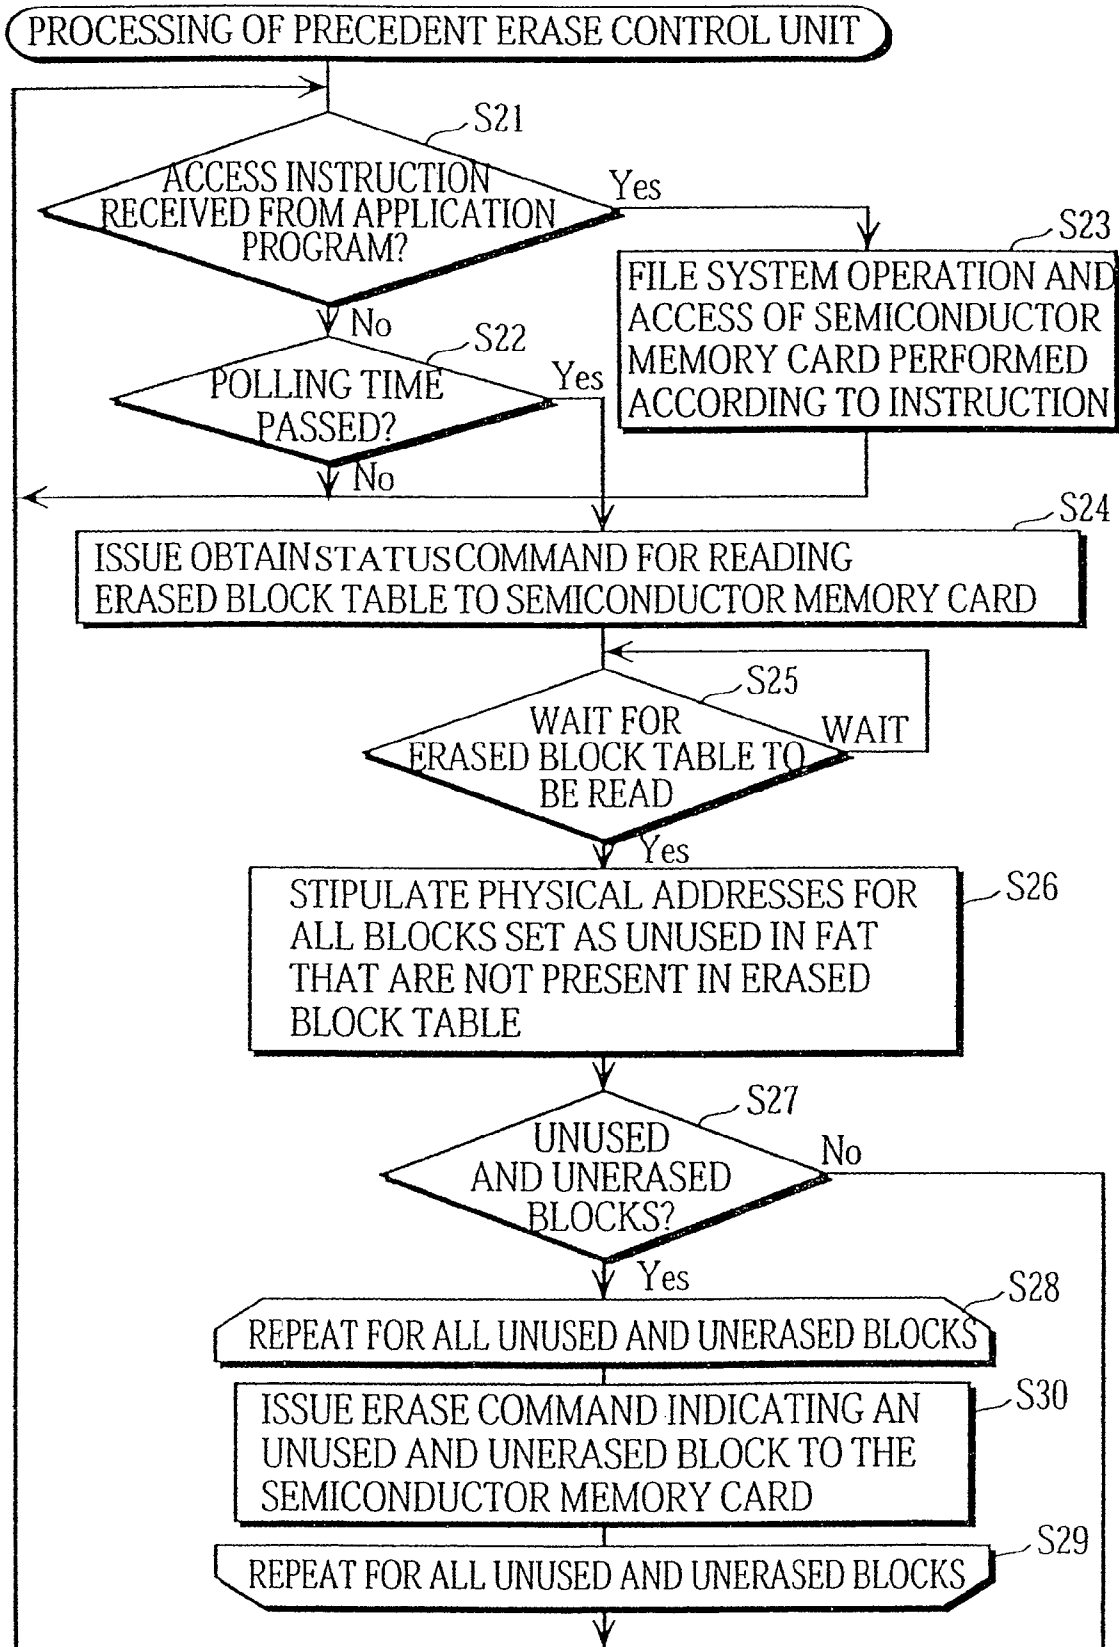 PROCESSING OF PRECEDENT ERASE CONTROL UNIT
S21
ACCESS INSTRUCTION
RECEIVED FROM APPLICATION
PROGRAM?
Yes
No
S23
FILE SYSTEM OPERATION AND
ACCESS OF SEMICONDUCTOR
MEMORY CARD PERFORMED
ACCORDING TO INSTRUCTION
S22
POLLING TIME
PASSED?
Yes
No
S24
ISSUE OBTAIN STATUS COMMAND FOR READING
ERASED BLOCK TABLE TO SEMICONDUCTOR MEMORY CARD
S25
WAIT FOR
ERASED BLOCK TABLE TO
BE READ
WAIT
Yes
S26
STIPULATE PHYSICAL ADDRESSES FOR
ALL BLOCKS SET AS UNUSED IN FAT
THAT ARE NOT PRESENT IN ERASED
BLOCK TABLE
S27
UNUSED
AND UNERASED
BLOCKS?
No
Yes
S28
REPEAT FOR ALL UNUSED AND UNERASED BLOCKS
S30
ISSUE ERASE COMMAND INDICATING AN
UNUSED AND UNERASED BLOCK TO THE
SEMICONDUCTOR MEMORY CARD
S29
REPEAT FOR ALL UNUSED AND UNERASED BLOCKS